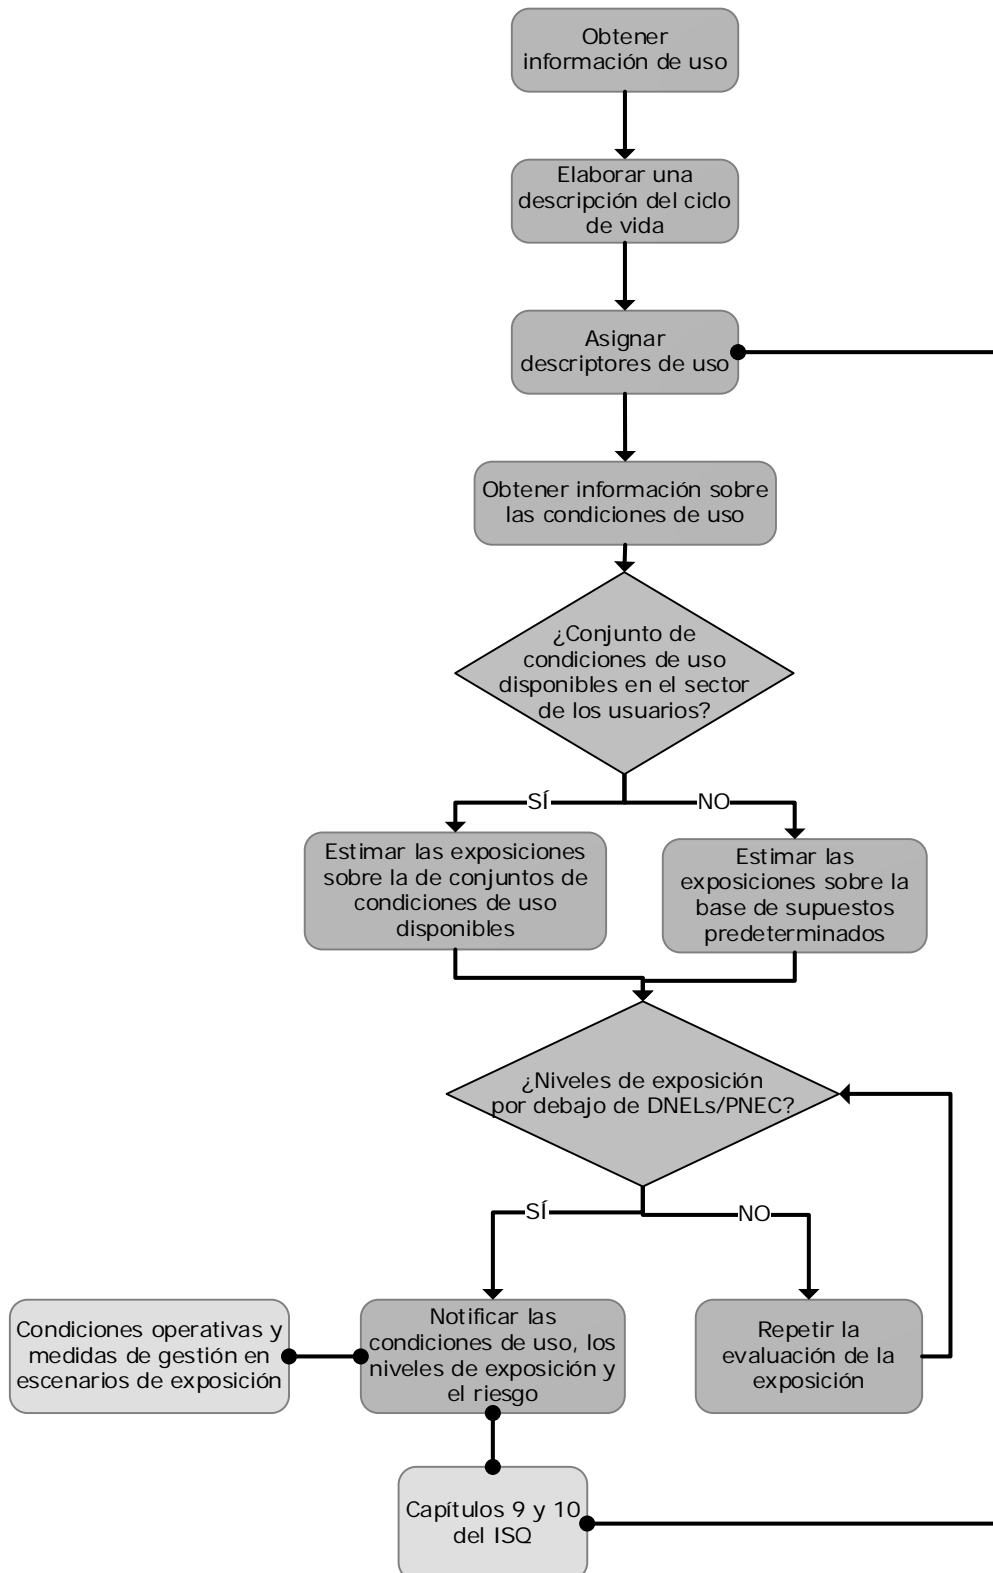 Obtener
información de uso
Elaborar una
descripción del ciclo
de vida
Asignar
descriptores de uso
Obtener información sobre
las condiciones de uso
¿Conjunto de
condiciones de uso
disponibles en el sector
de los usuarios?
SÍ
NO
Estimar las exposiciones
sobre la de conjuntos de
condiciones de uso
disponibles
Estimar las
exposiciones sobre la
base de supuestos
predeterminados
¿Niveles de exposición
por debajo de DNELs/PNEC?
SÍ
NO
Condiciones operativas y
medidas de gestión en
escenarios de exposición
Notificar las
condiciones de uso, los
niveles de exposición y
el riesgo
Repetir la
evaluación de la
exposición
Capítulos 9 y 10
del ISQ